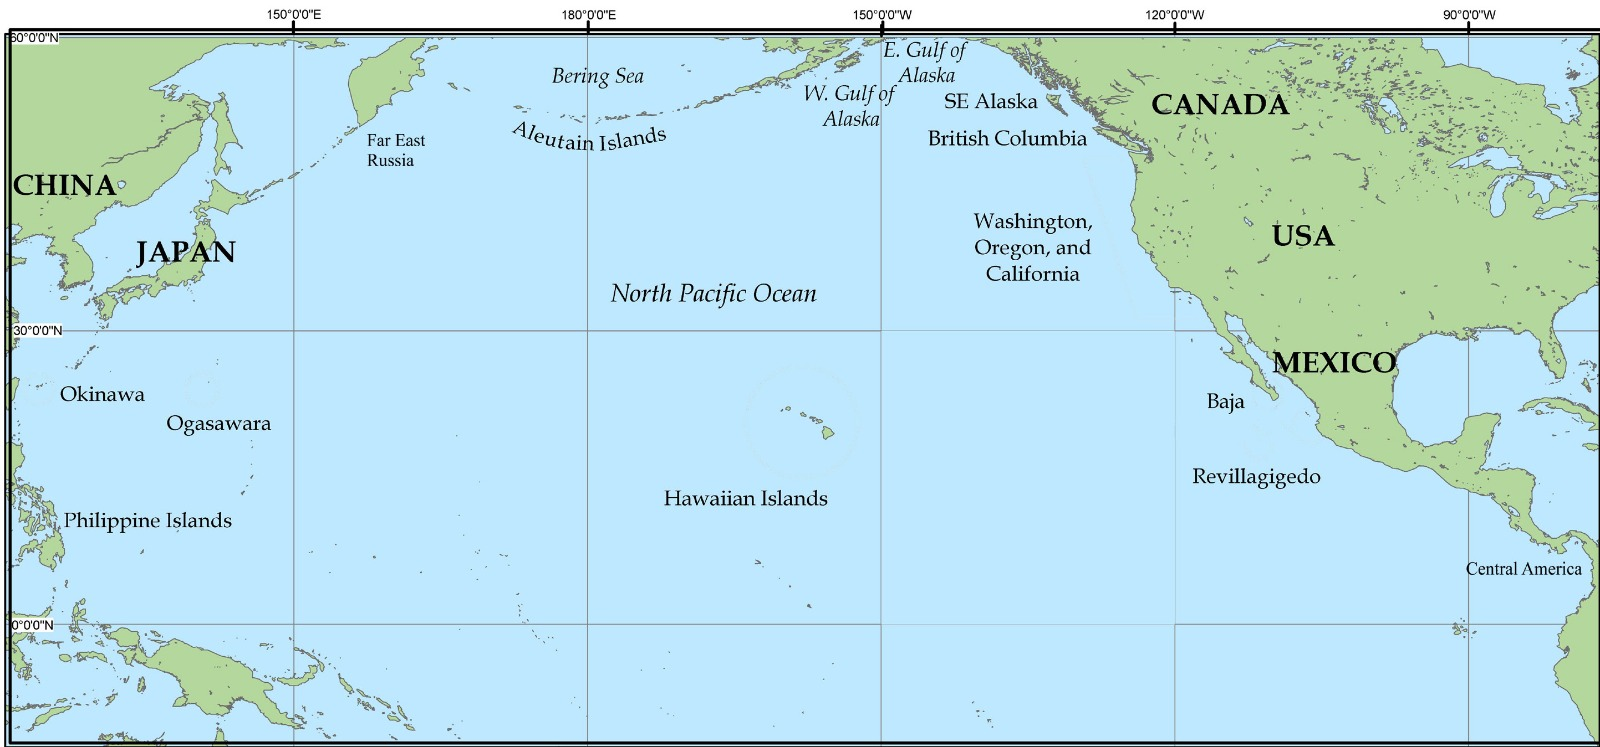 150°0'0"E
180°0'0"E
150°0'0"W
120°0'0"W
90°0'0"W
60°0'0"N
E. Gulf of
Alaska
Bering Sea
W. Gulf of
Alaska
SE Alaska
CANADA
Aleutain Islands
British Columbia
Far East
Russia
CHINA
JAPAN
Washington,
Oregon, and
California
USA
North Pacific Ocean
30°0'0"N
MEXICO
Okinawa
Baja
Ogasawara
Revillagigedo
Hawaiian Islands
Philippine Islands
Central America
0°0'0"N